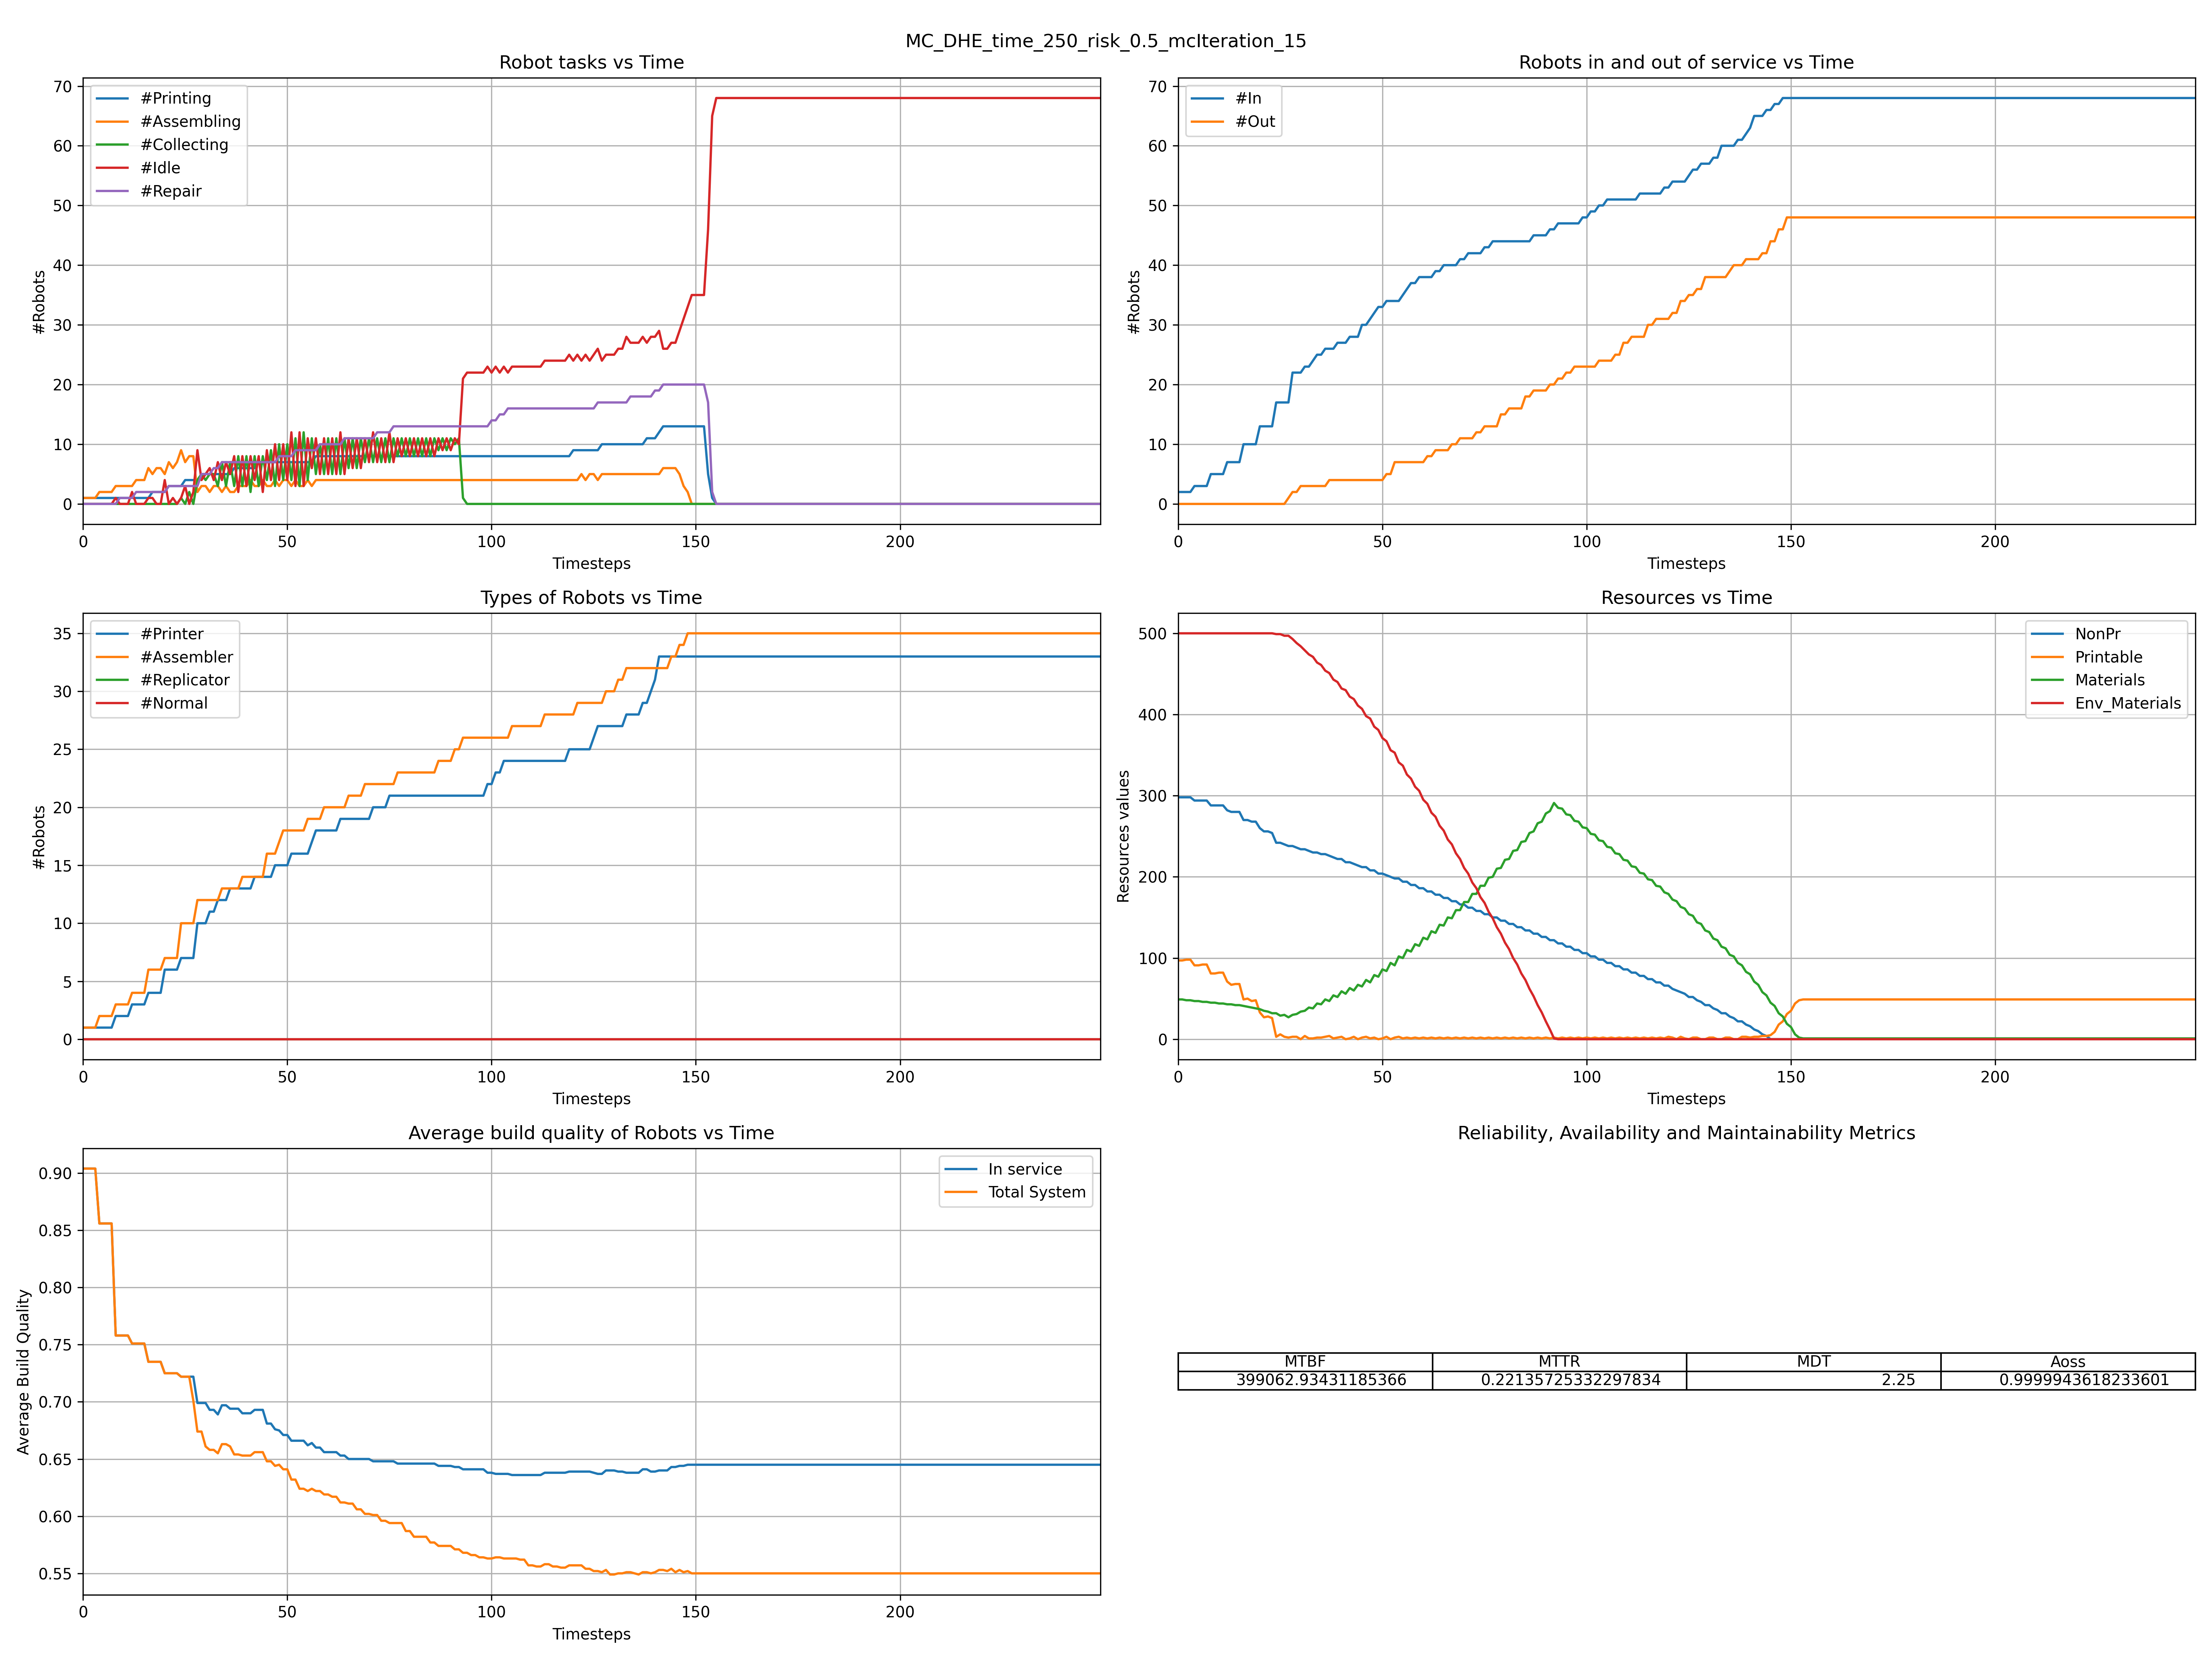 MC_DHE_time_250_risk_0.5_mcIteration_15
Robot tasks vs Time
70
60
50
40
30
20
10
0
#Robots
#Printing
#Assembling
#Collecting
#Idle
#Repair
0 50 100 150 200
Timesteps
Robots in and out of service vs Time
70
60
50
40
30
20
10
0
#Robots
#In
#Out
0 50 100 150 200
Timesteps
Types of Robots vs Time
35
30
25
20
15
10
5
0
#Robots
#Printer
#Assembler
#Replicator
#Normal
0 50 100 150 200
Timesteps
Resources vs Time
500
400
300
200
100
0
Resources values
NonPr
Printable
Materials
Env_Materials
0 50 100 150 200
Timesteps
Average build quality of Robots vs Time
0.90
0.85
0.80
0.75
0.70
0.65
0.60
0.55
Average Build Quality
In service
Total System
0 50 100 150 200
Timesteps
Reliability, Availability and Maintainability Metrics
MTBF MTTR MDT Aoss
399062.93431185366 0.22135725332297834 2.25 0.9999943618233601